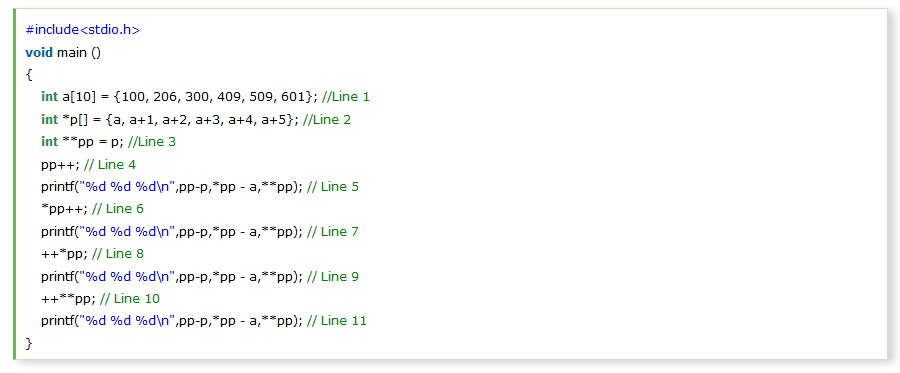 #include<stdio.h>
void main ()
{
int a[10] = {100, 206, 300, 409, 509, 601}; //Line 1
int *p[] = {a, a+1, a+2, a+3, a+4, a+5}; //Line 2
int **pp = p; //Line 3
pp++; // Line 4
printf("%d %d %d\n",pp-p,*pp - a,**pp); // Line 5
*pp++; // Line 6
printf("%d %d %d\n",pp-p,*pp - a,**pp); // Line 7
++*pp; // Line 8
printf("%d %d %d\n",pp-p,*pp - a,**pp); // Line 9
++**pp; // Line 10
printf("%d %d %d\n",pp-p,*pp - a,**pp); // Line 11
}